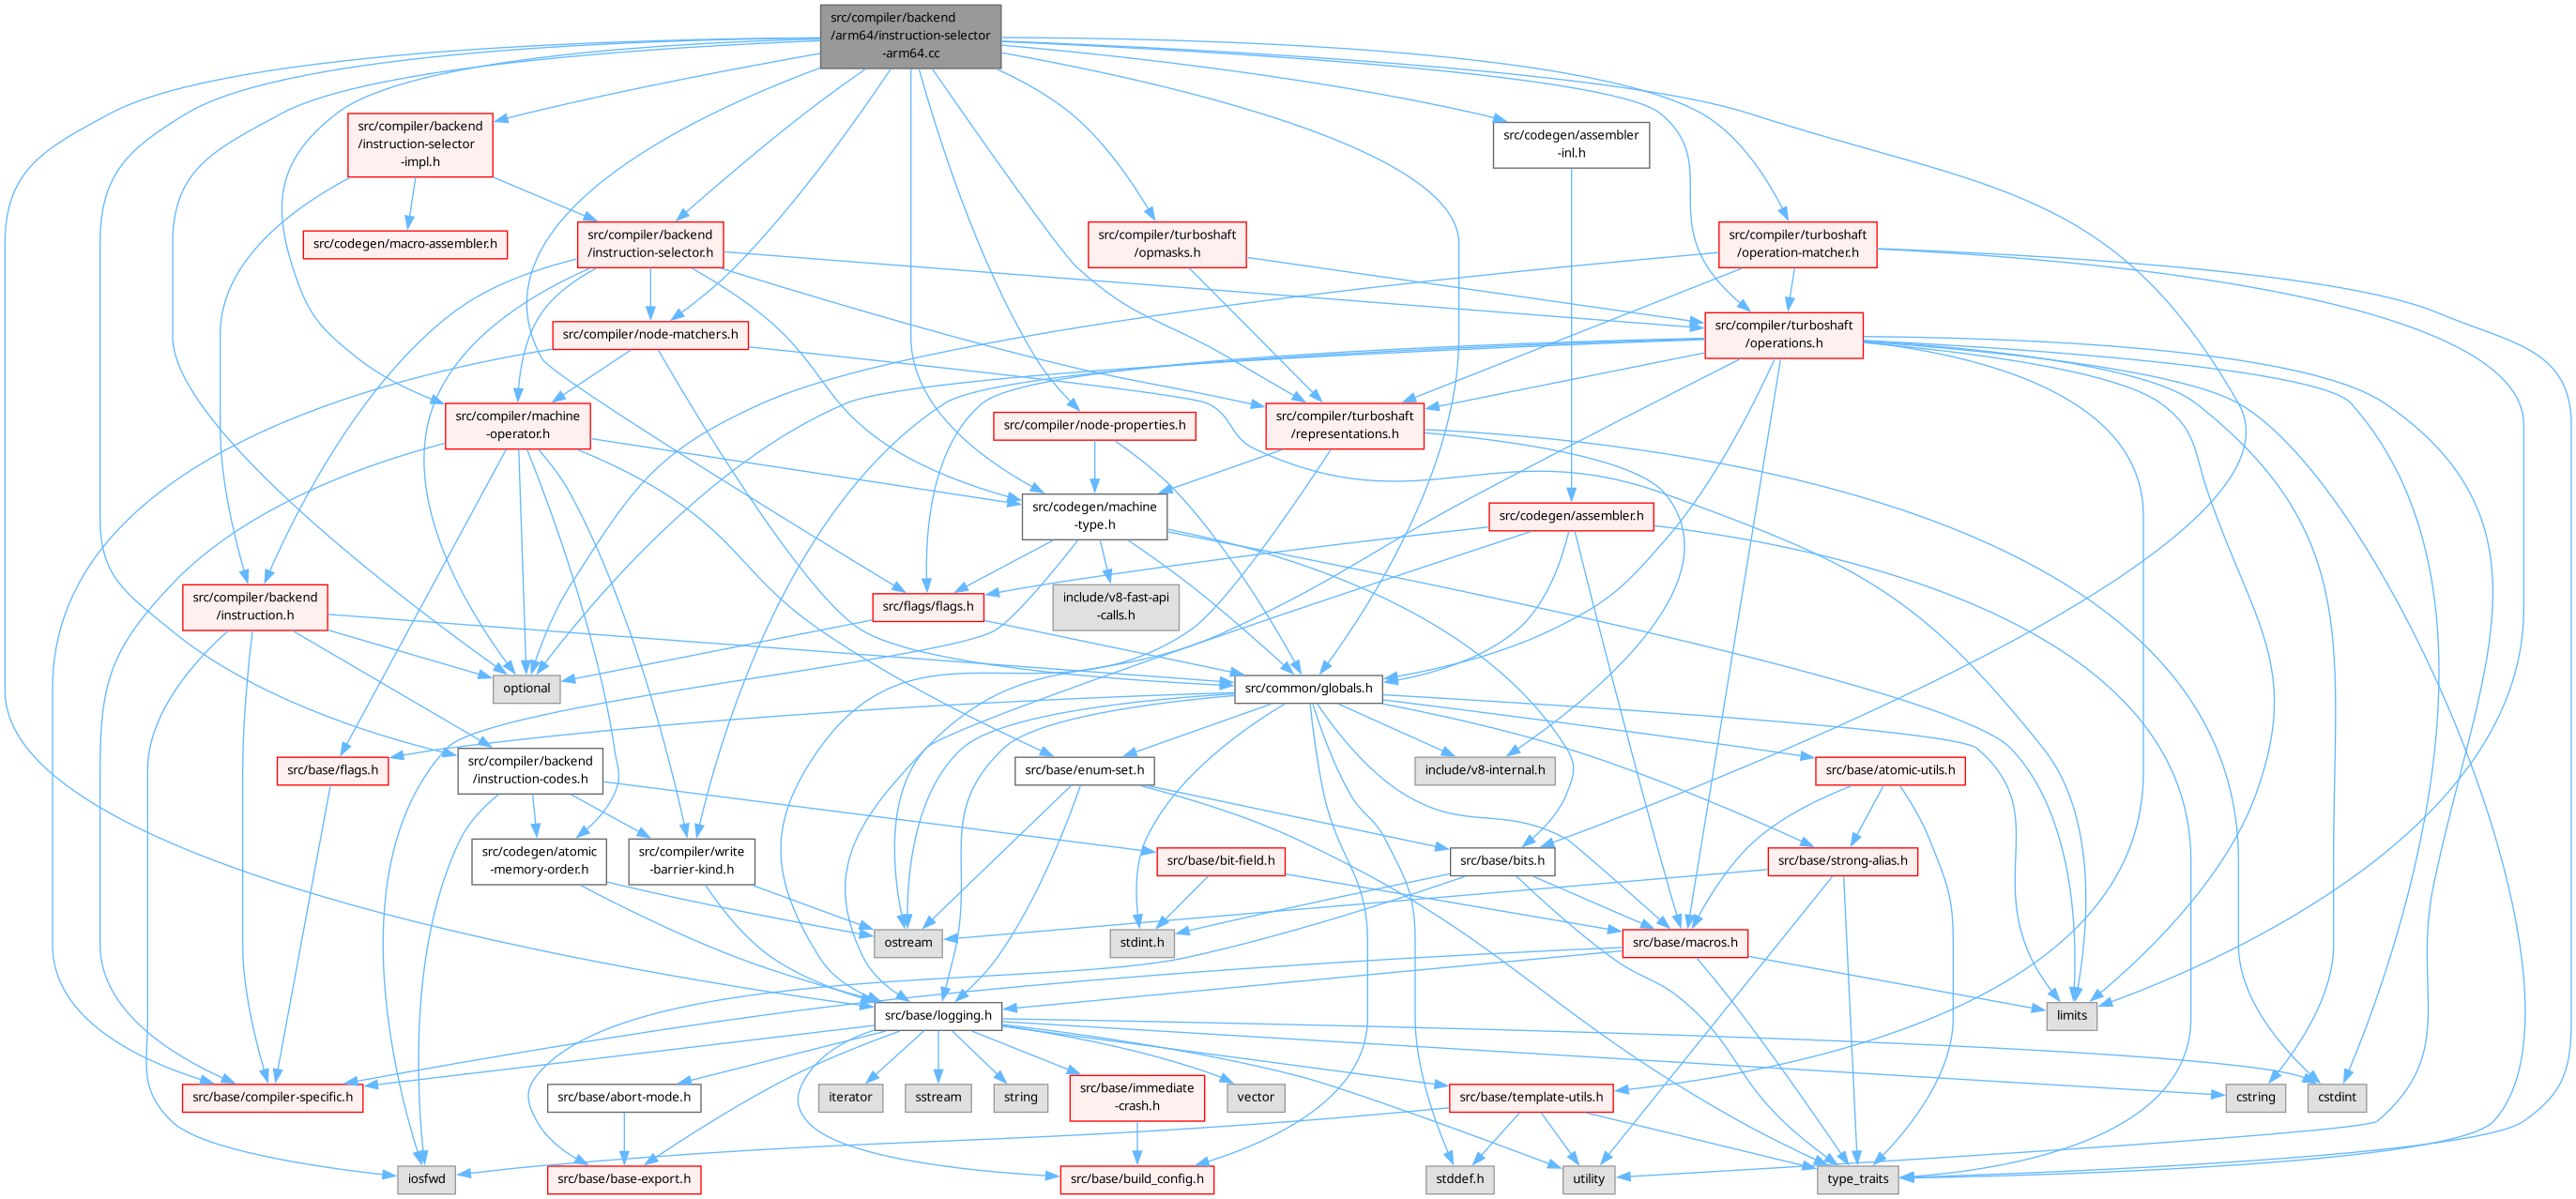 src/compiler/backend
/arm64/instruction-selector
-arm64.cc
src/compiler/backend
/instruction-selector
-impl.h
src/codegen/assembler
-inl.h
src/codegen/macro-assembler.h
src/compiler/backend
/instruction-selector.h
src/compiler/turboshaft
/opmasks.h
src/compiler/turboshaft
/operation-matcher.h
src/compiler/node-matchers.h
src/compiler/turboshaft
/operations.h
src/compiler/machine
-operator.h
src/compiler/node-properties.h
src/compiler/turboshaft
/representations.h
src/codegen/machine
-type.h
src/codegen/assembler.h
src/compiler/backend
/instruction.h
src/flags/flags.h
include/v8-fast-api
-calls.h
optional
src/common/globals.h
src/base/flags.h
src/compiler/backend
/instruction-codes.h
src/base/enum-set.h
include/v8-internal.h
src/base/atomic-utils.h
src/codegen/atomic
-memory-order.h
src/compiler/write
-barrier-kind.h
src/base/bit-field.h
src/base/bits.h
src/base/strong-alias.h
ostream
stdint.h
src/base/macros.h
src/base/logging.h
limits
src/base/compiler-specific.h
src/base/abort-mode.h
iterator
sstream
string
src/base/immediate
-crash.h
vector
src/base/template-utils.h
cstring
cstdint
iosfwd
src/base/base-export.h
src/base/build_config.h
stddef.h
utility
type_traits